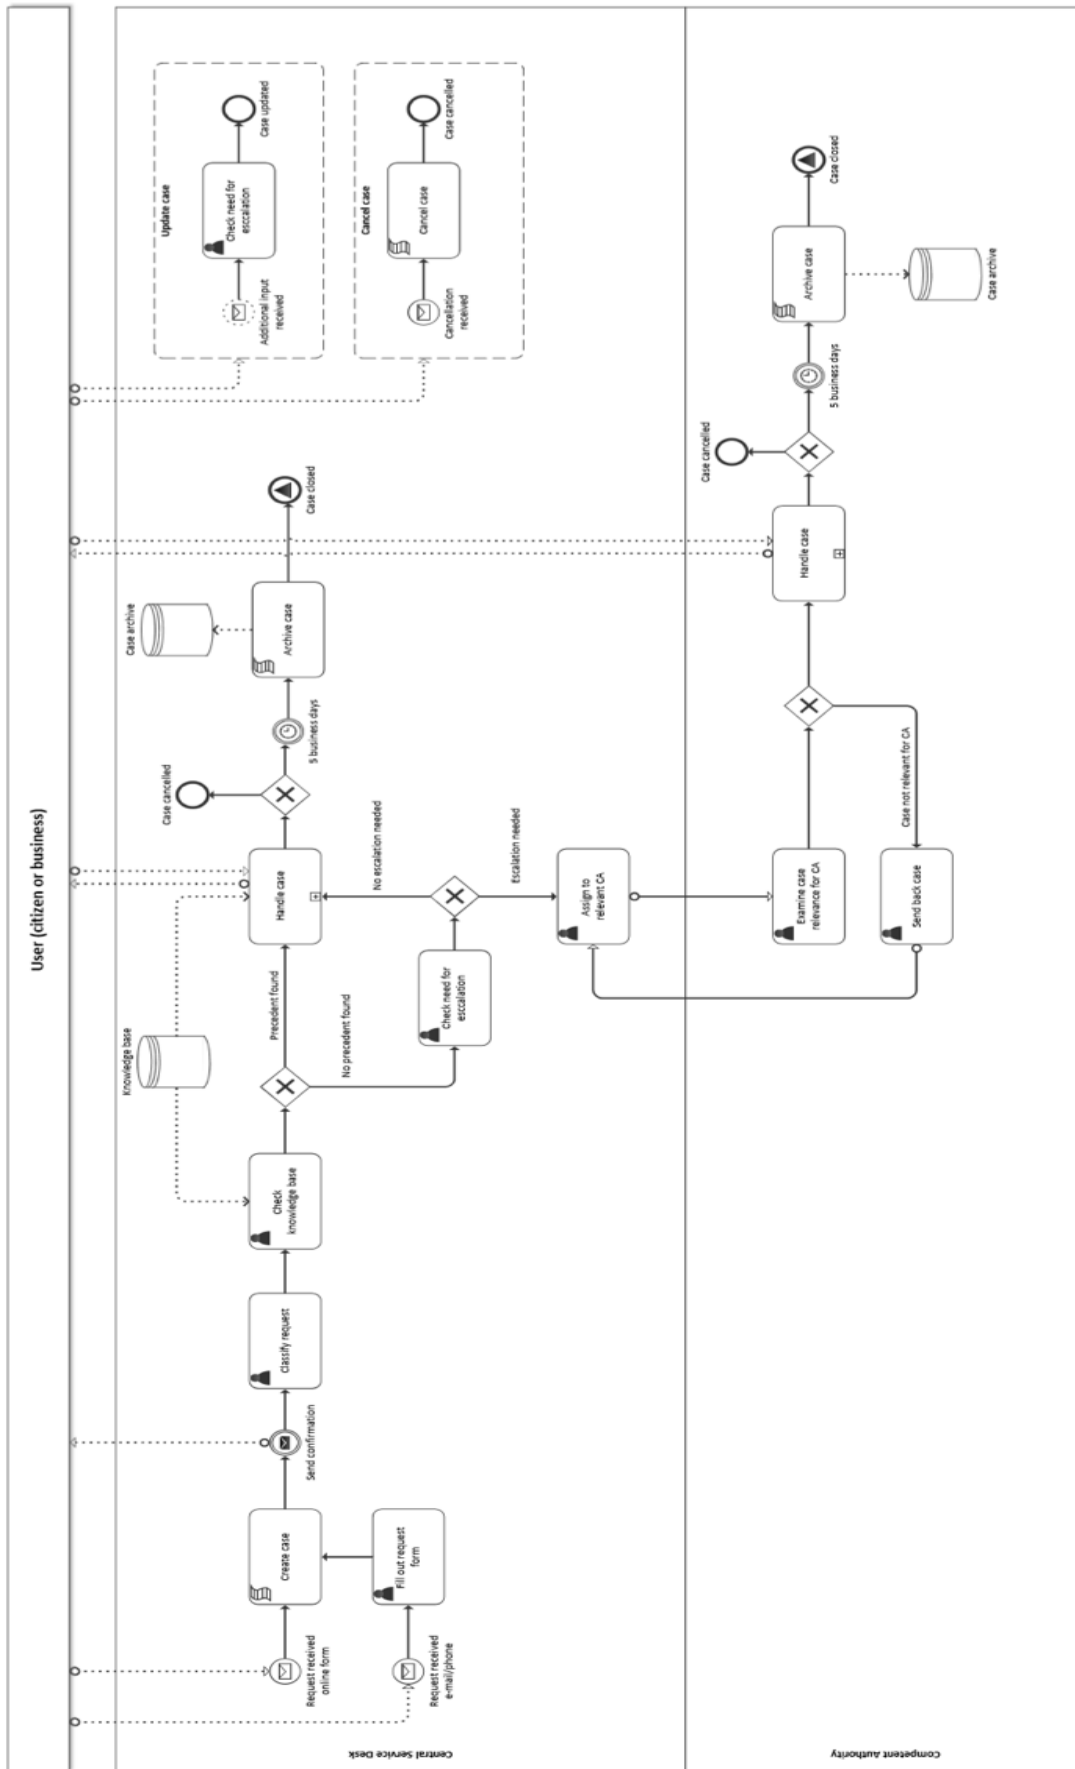 User (citizen or business)
Central Service Desk
Request received
online form
Create case
Send confirmation
Classify request
Check
knowledge base
Knowledge base
Precedent found
No precedent found
Handle case
Case cancelled
5 business days
Archive case
Case archive
Case closed
Request received
e-mail/phone
Fill out request
form
Check need for
esccalation
No escalation needed
Escalation needed
Assign to
relevant CA
Update case
Additional input
received
Check need for
esccalation
Case updated
Cancel case
Cancellation
received
Cancel case
Case cancelled
Competent Authority
Examine case
relevance for CA
Case not relevant for CA
Send back case
Handle case
Case cancelled
5 business days
Archive case
Case archive
Case closed